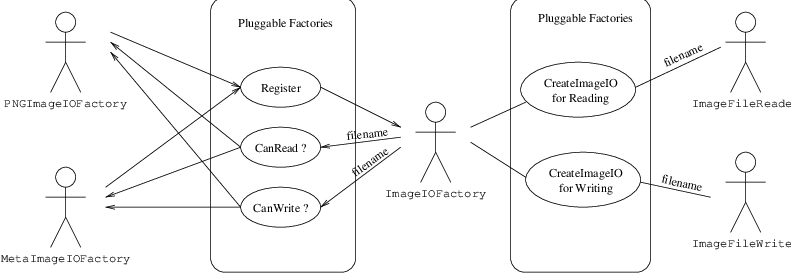 Pluggable Factories
Pluggable Factories
filename
PNGImageIOFactory
Register
CreateImageIO
for Reading
ImageFileReade
filename
CanRead ?
filename
ImageIOFactory
CreateImageIO
for Writing
filename
CanWrite ?
MetaImageIOFactory
ImageFileWrite